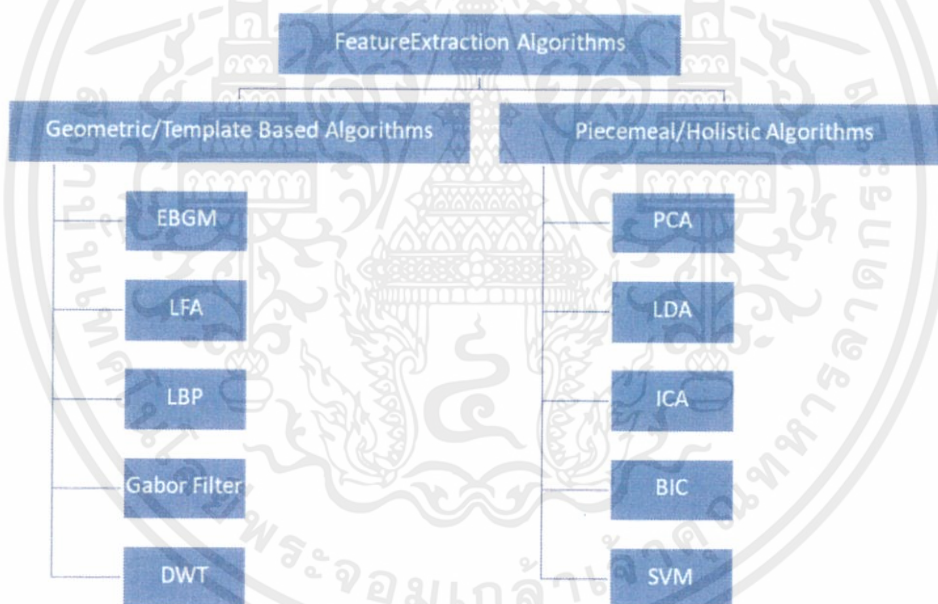 FeatureExtraction Algorithms
Geometric/Template Based Algorithms
Piecemeal/Holistic Algorithms
EBGM
PCA
LFA
LDA
LBP
ICA
Gabor Filter
BIC
DWT
SVM